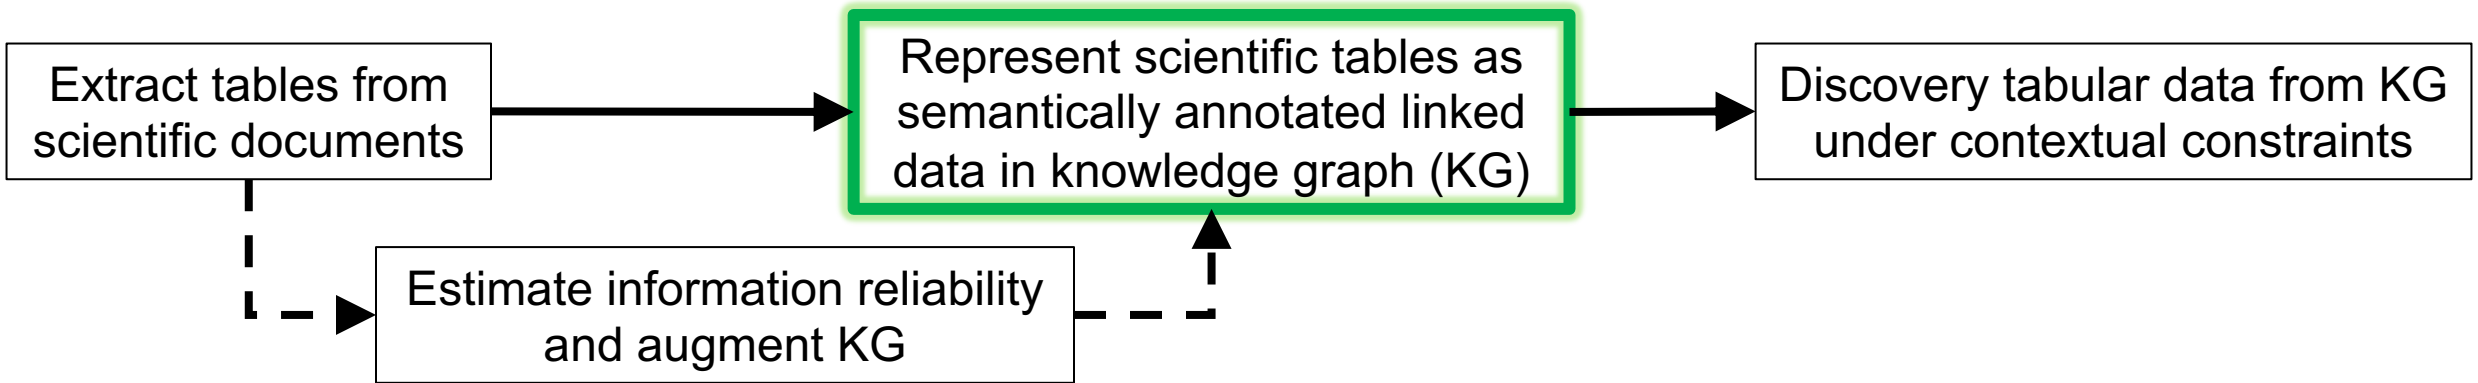 Extract tables from
scientific documents
Represent scientific tables as
semantically annotated linked
data in knowledge graph (KG)
Discovery tabular data from KG
under contextual constraints
Estimate information reliability
and augment KG